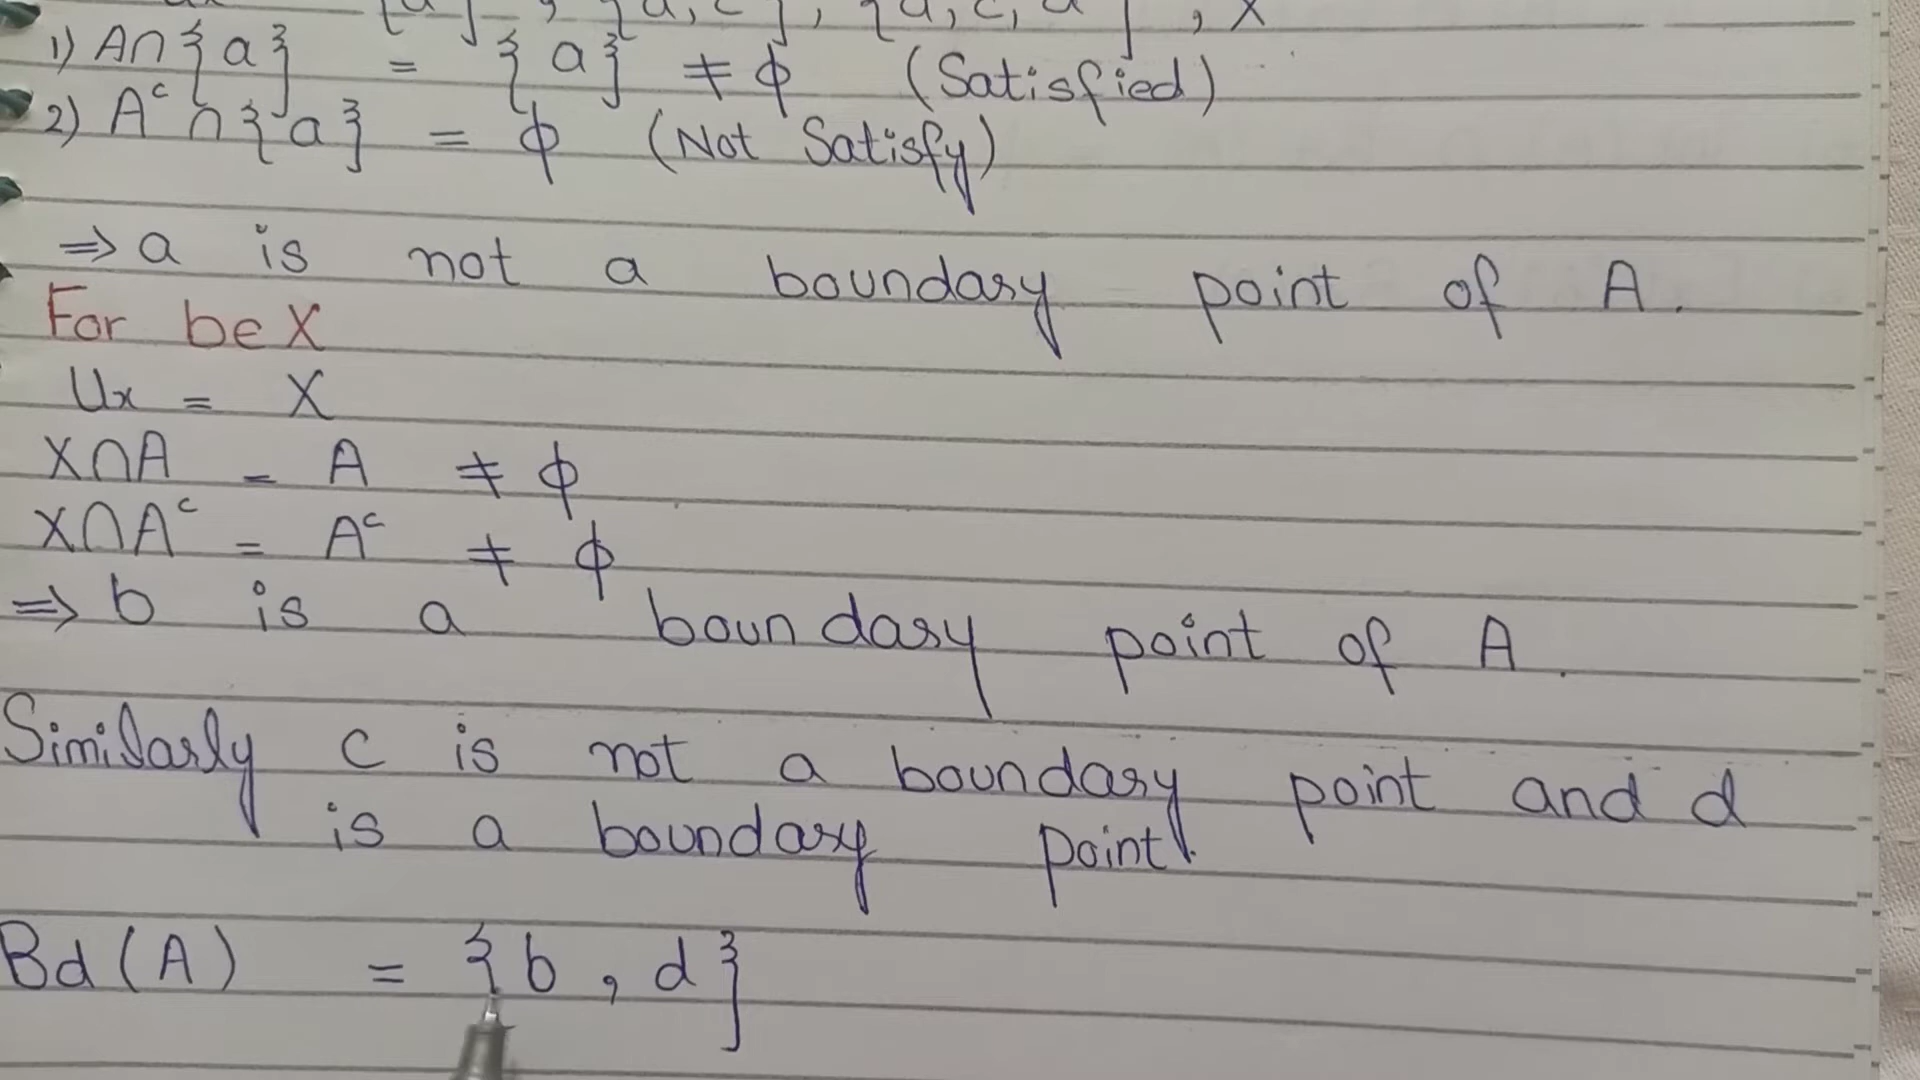 {a}, {a, c}, {a, c, d}, X
1) A∩{a} = {a} ≠ ϕ (Satisfied)
2) Aᶜ∩{a} = ϕ (Not Satisfy)
⇒ a is not a boundary point of A.
For b∈X
Ux = X
X∩A = A ≠ ϕ
X∩Aᶜ = Aᶜ ≠ ϕ
⇒ b is a boundary point of A.
Similarly c is not a boundary point and d
is a boundary point.
Bd(A) = {b, d}